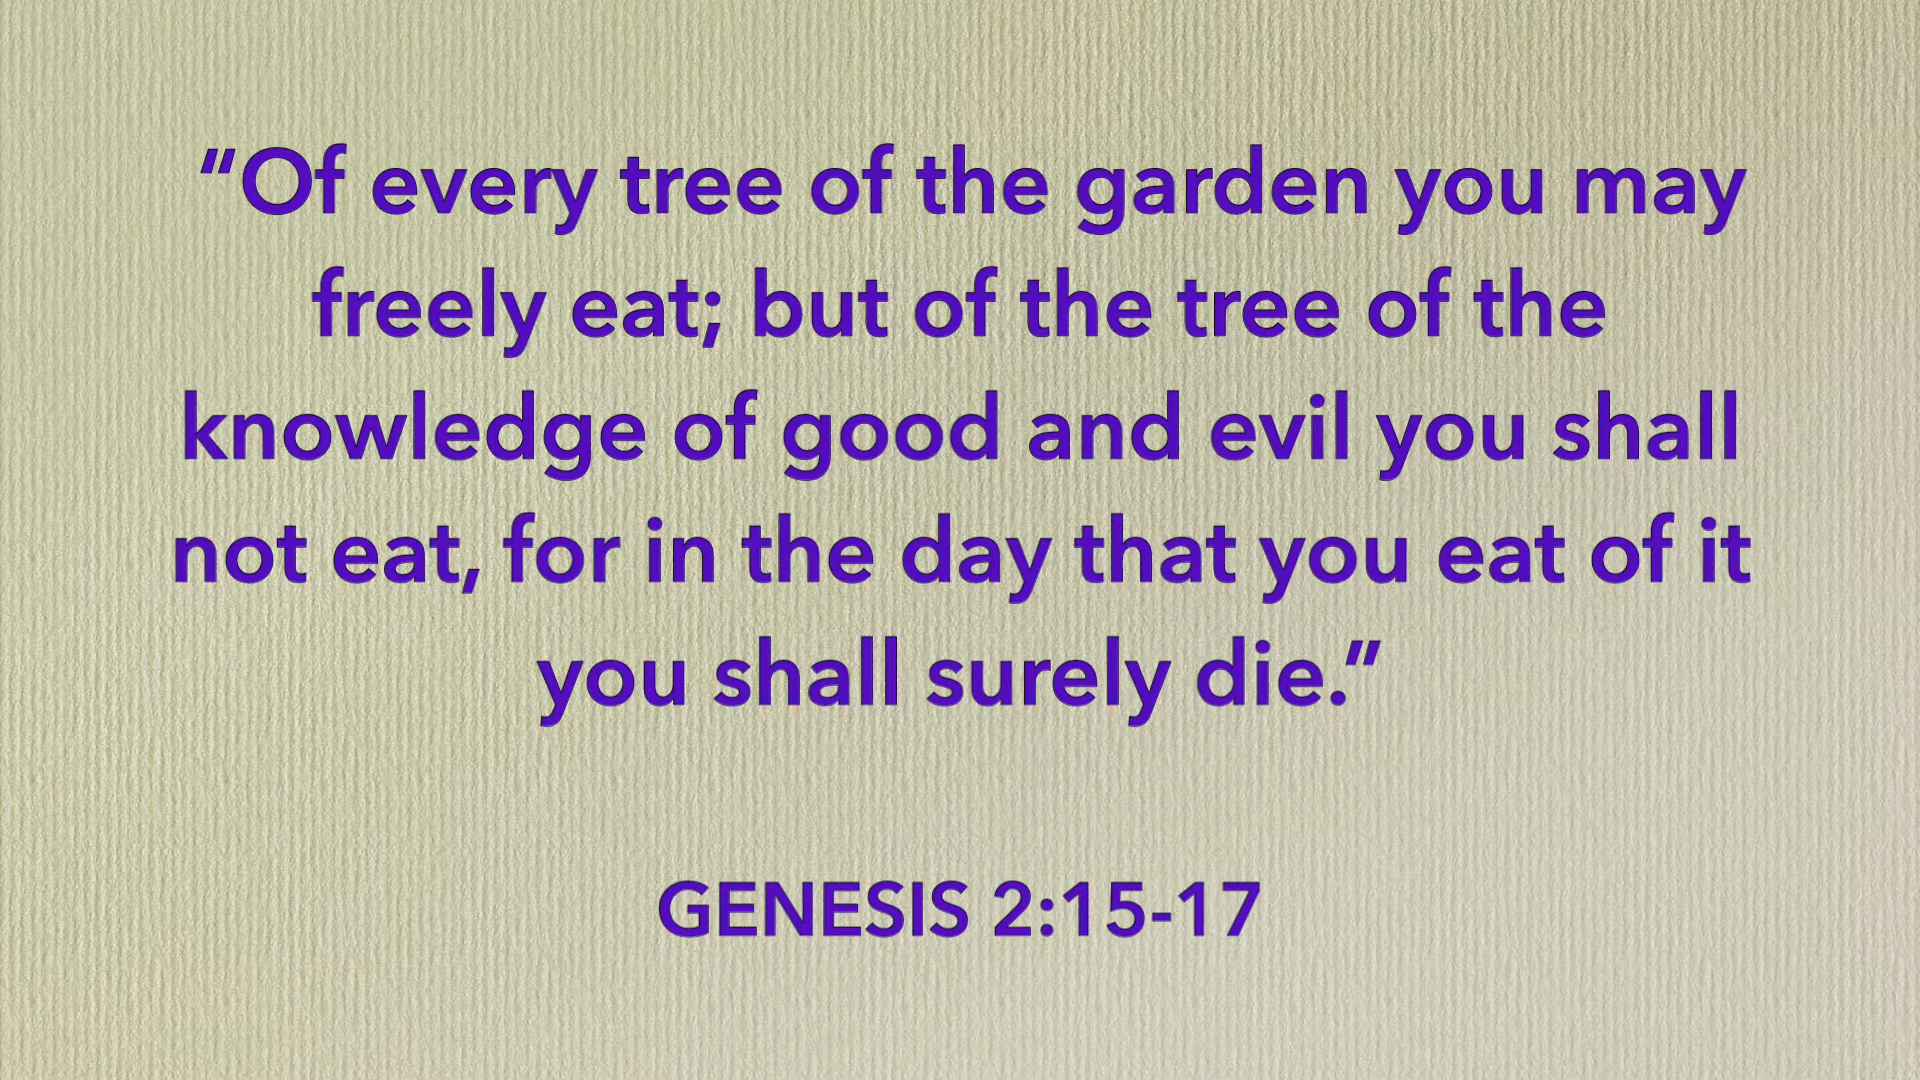 “Of every tree of the garden you may
freely eat; but of the tree of the
knowledge of good and evil you shall
not eat, for in the day that you eat of it
you shall surely die.”
GENESIS 2:15-17